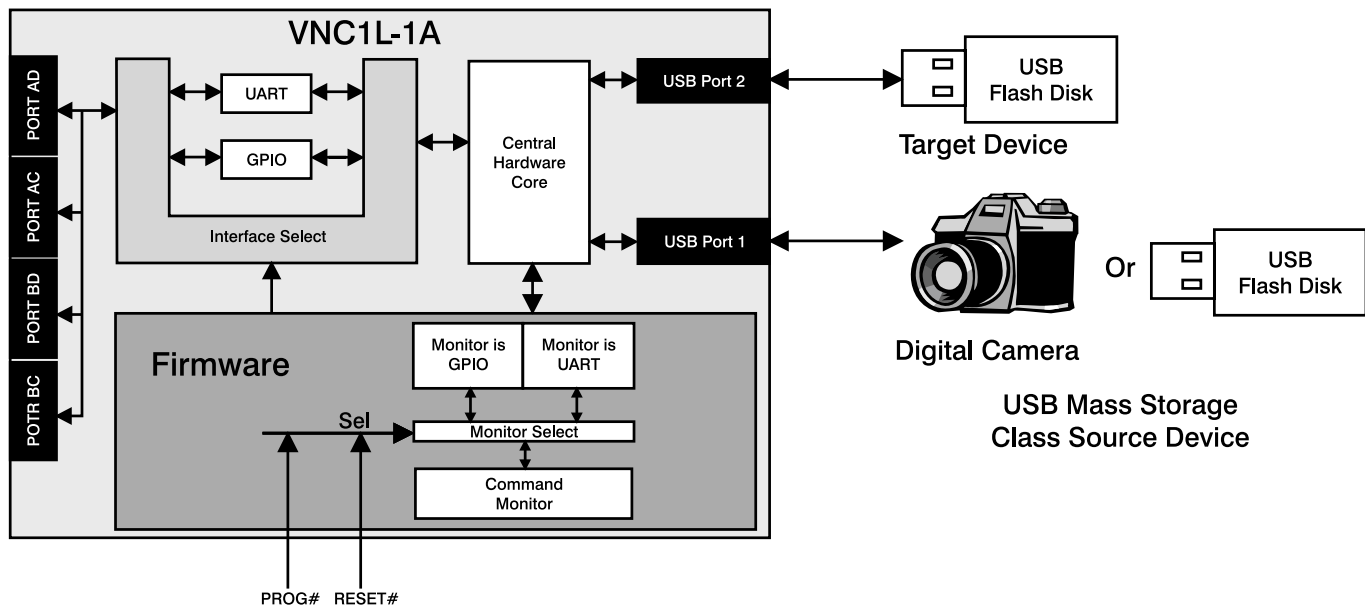 VNC1L-1A
PORT AD
PORT AC
PORT BD
POTR BC
UART
GPIO
Interface Select
Central
Hardware
Core
USB Port 2
USB Port 1
USB
Flash Disk
Target Device
Digital Camera
Or
USB
Flash Disk
USB Mass Storage
Class Source Device
Firmware
Monitor is
GPIO
Monitor is
UART
Sel
Monitor Select
Command
Monitor
PROG#
RESET#